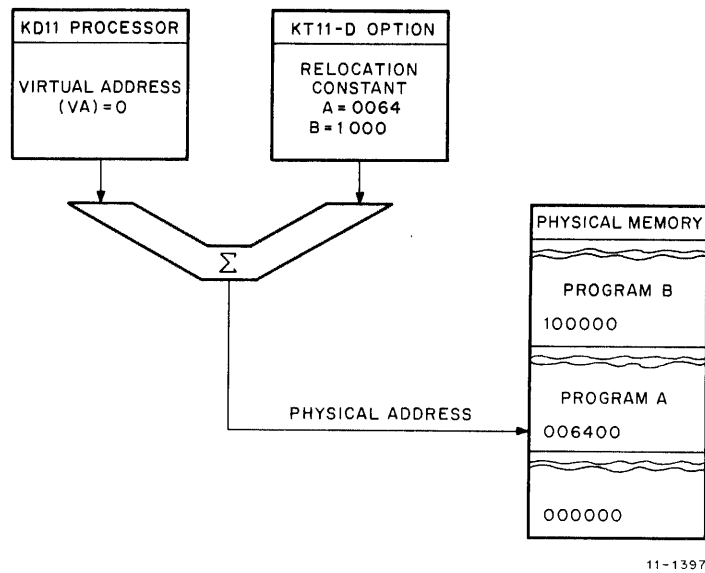 KD11 PROCESSOR
VIRTUAL ADDRESS
(VA)=0
KT11-D OPTION
RELOCATION
CONSTANT
A=0064
B=1000
Σ
PHYSICAL ADDRESS
PHYSICAL MEMORY
PROGRAM B
100000
PROGRAM A
006400
000000
11-1397